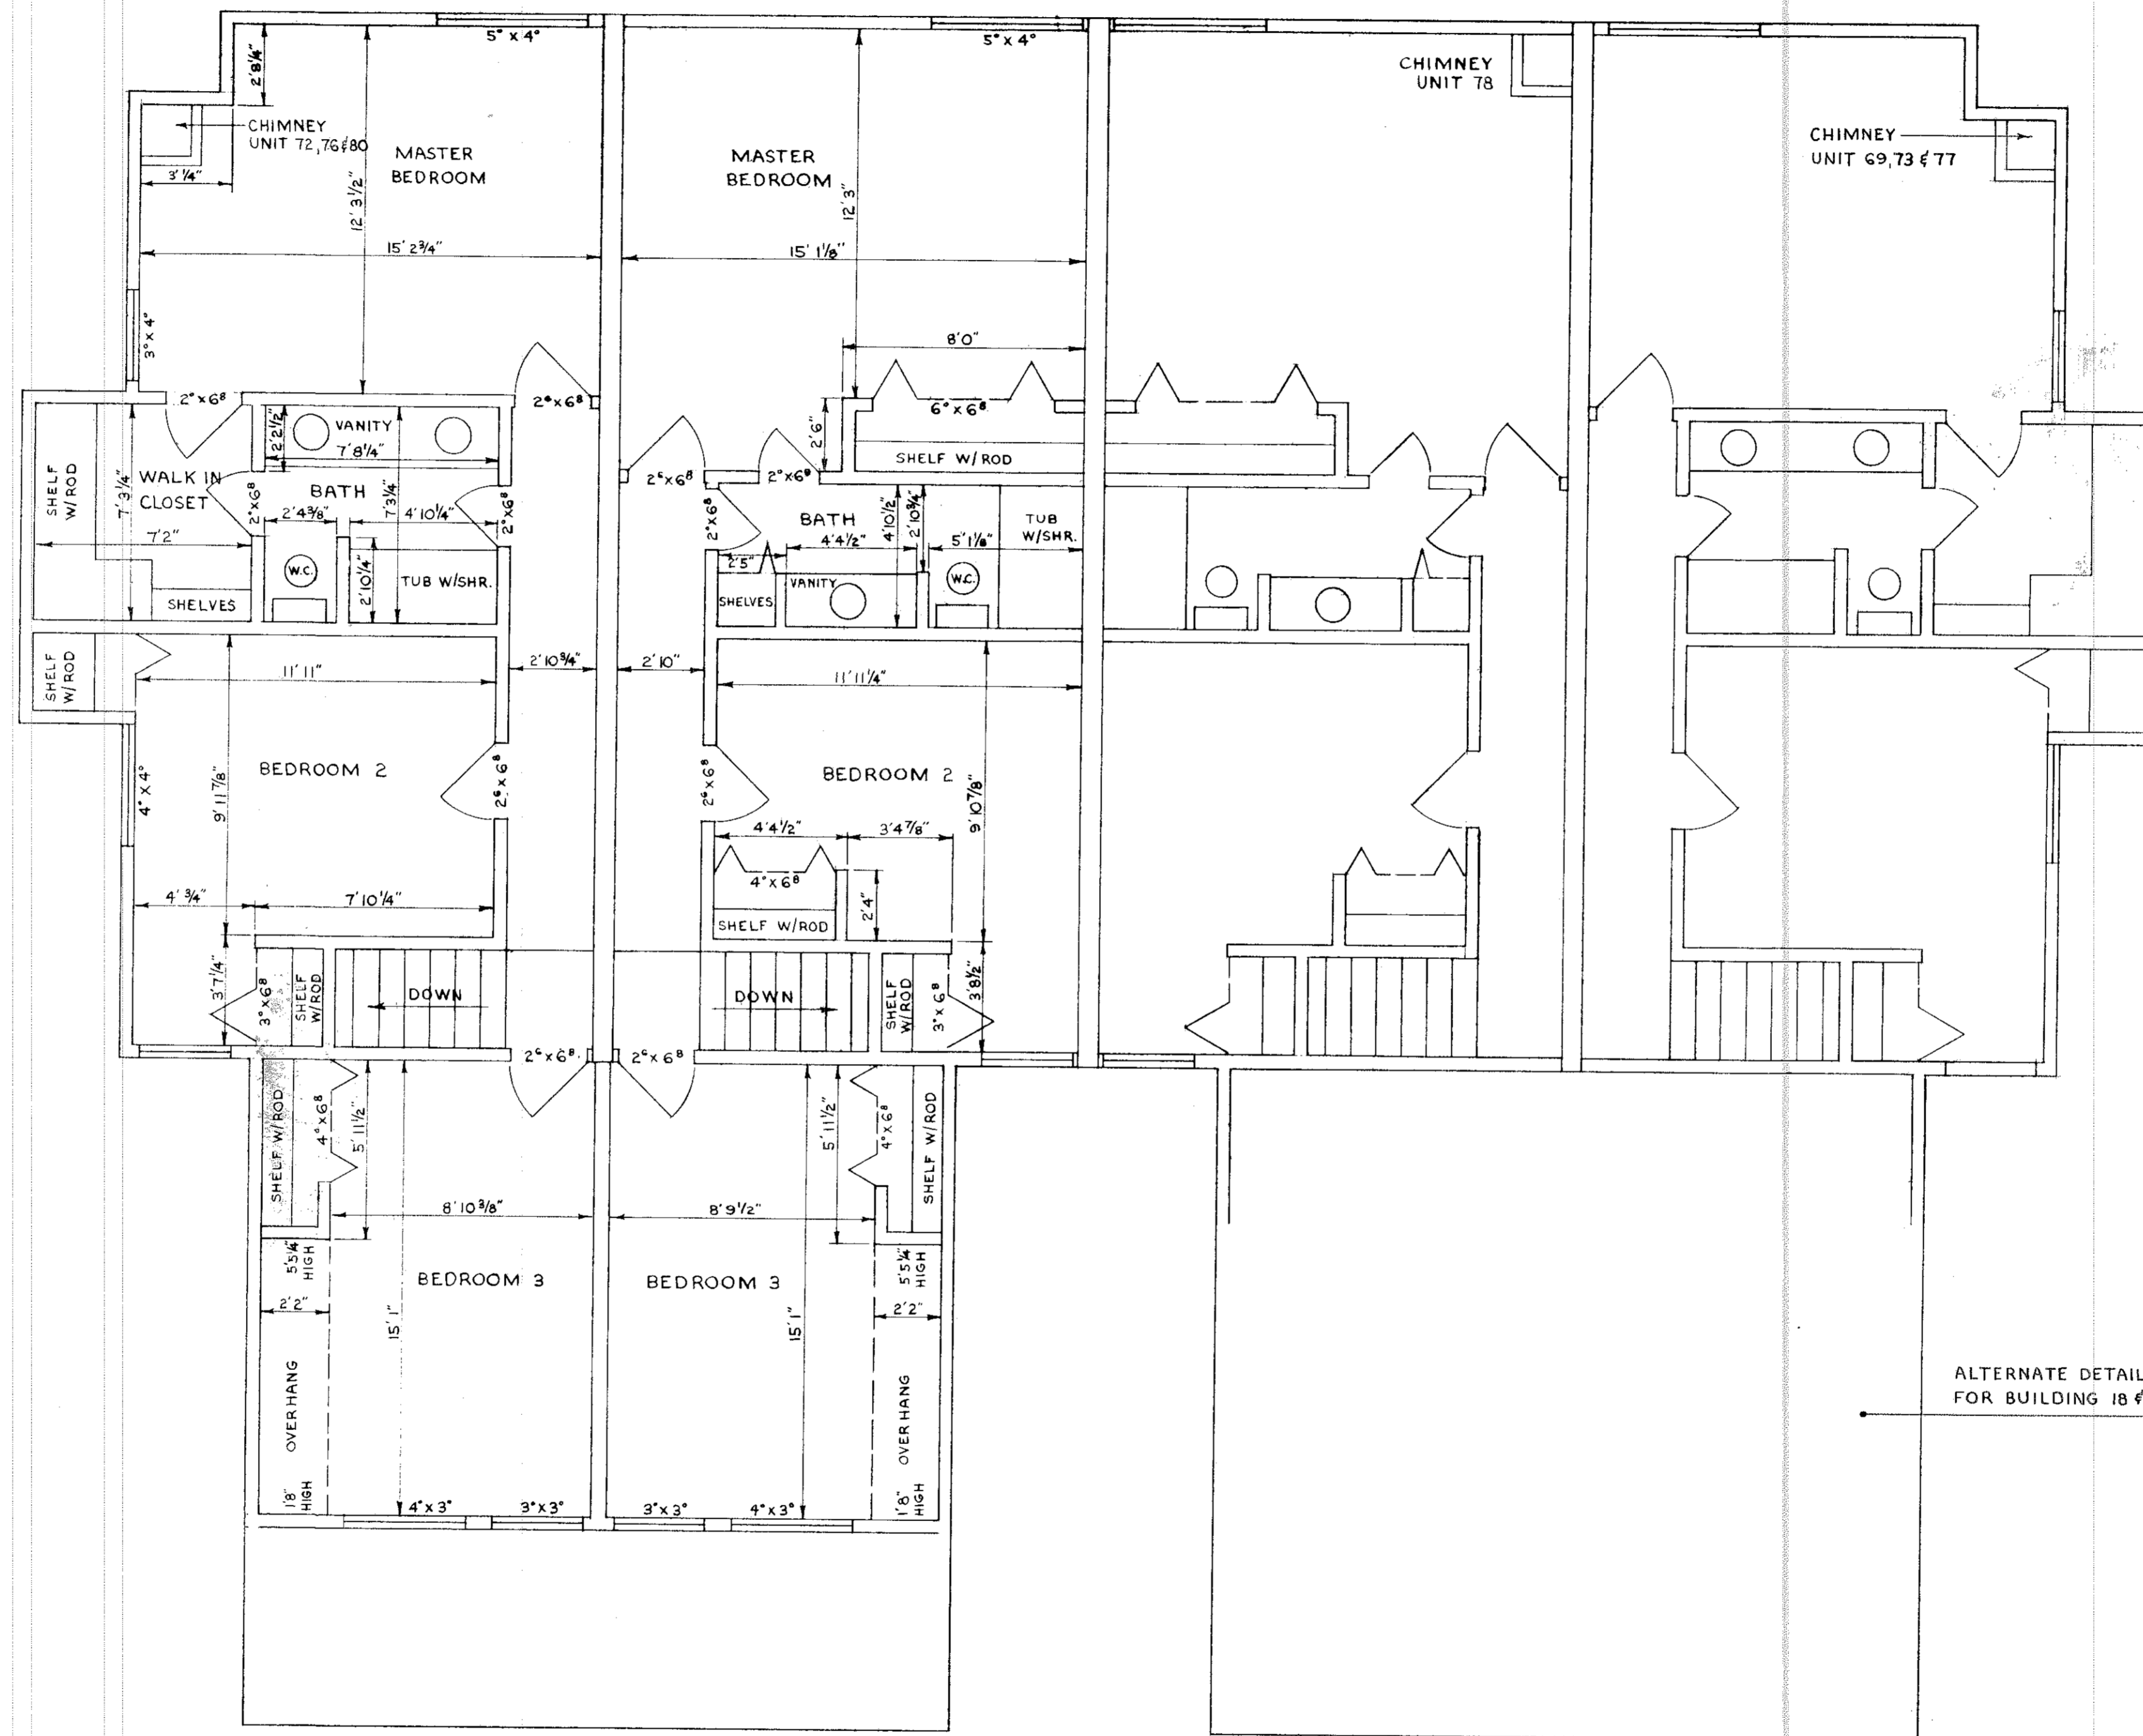 5° x 4°
5° x 4°
2' 8 1/4"
CHIMNEY
UNIT 72, 76 & 80
3' 1/4"
MASTER
BEDROOM
12' 3 1/2"
15' 2 3/4"
3° x 4°
MASTER
BEDROOM
12' 3"
15' 1 1/8"
8' 0"
CHIMNEY
UNIT 78
CHIMNEY
UNIT 69, 73 & 77
2° x 6⁸
2⁶ x 6⁸
6° x 6⁸
2' 6"
SHELF W/ROD
SHELF
W/ROD
7' 3 1/4"
WALK IN
CLOSET
7' 2"
SHELVES
2° x 6⁸
2' 2 1/2"
VANITY
7' 8 1/4"
BATH
7' 3 1/4"
2' 4 3/8"
4' 10 1/4"
2° x 6⁸
W.C.
2' 10 1/4"
TUB W/SHR.
2⁶ x 6⁸
2° x 6⁸
2° x 6⁸
BATH
4' 10 1/2"
2' 10 3/4"
TUB
W/SHR.
4' 4 1/2"
5' 1 1/8"
2' 5"
SHELVES
VANITY
W.C.
SHELF
W/ROD
11' 11"
2' 10 3/4"
2' 10"
11' 11 1/4"
BEDROOM 2
4° x 4°
9' 11 7/8"
2⁶ x 6⁸
2⁶ x 6⁸
BEDROOM 2
9' 10 7/8"
4' 4 1/2"
3' 4 7/8"
4° x 6⁸
2' 4"
SHELF W/ROD
4' 3/4"
7' 10 1/4"
3' 7 1/4"
3° x 6⁸
SHELF
W/ROD
DOWN
DOWN
SHELF
W/ROD
3° x 6⁸
3' 8 1/2"
2⁶ x 6⁸
2⁶ x 6⁸
SHELF W/ROD
4° x 6⁸
5' 11 1/2"
5' 11 1/2"
4° x 6⁸
SHELF W/ROD
8' 10 3/8"
8' 9 1/2"
5' 5 1/4"
HIGH
BEDROOM 3
BEDROOM 3
5' 5 1/4"
HIGH
2' 2"
2' 2"
15' 1"
15' 1"
OVERHANG
OVERHANG
1' 8"
HIGH
1' 8"
HIGH
4° x 3°
3° x 3°
3° x 3°
4° x 3°
ALTERNATE DETAIL
FOR BUILDING 18 &